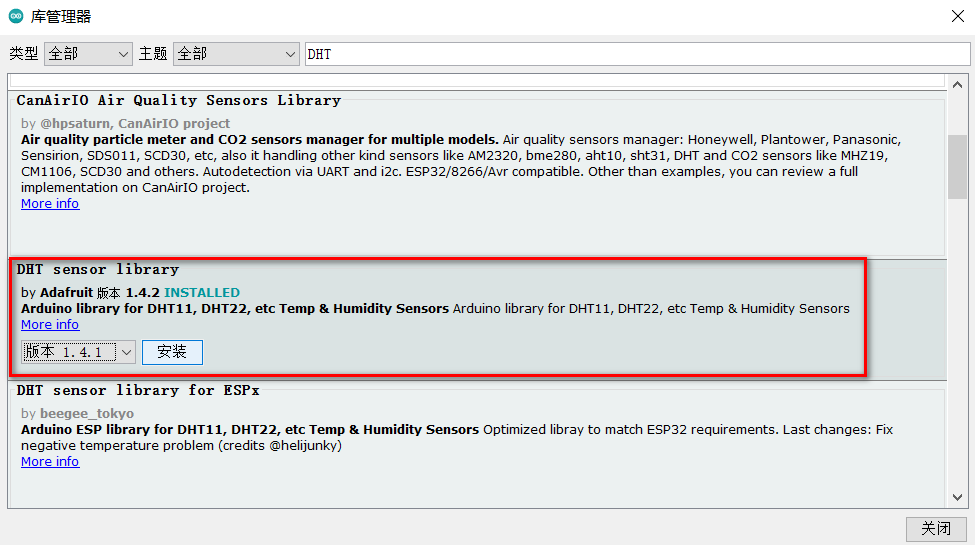 库管理器
类型 全部 主题 全部 DHT
CanAirIO Air Quality Sensors Library
by @hpsaturn, CanAirIO project
Air quality particle meter and CO2 sensors manager for multiple models. Air quality sensors manager: Honeywell, Plantower, Panasonic,
Sensirion, SDS011, SCD30, etc, also it handling other kind sensors like AM2320, bme280, aht10, sht31, DHT and CO2 sensors like MHZ19,
CM1106, SCD30 and others. Autodetection via UART and i2c. ESP32/8266/Avr compatible. Other than examples, you can review a full
implementation on CanAirIO project.
More info
DHT sensor library
by Adafruit 版本 1.4.2 INSTALLED
Arduino library for DHT11, DHT22, etc Temp & Humidity Sensors Arduino library for DHT11, DHT22, etc Temp & Humidity Sensors
More info
版本 1.4.1 安装
DHT sensor library for ESPx
by beegee_tokyo
Arduino ESP library for DHT11, DHT22, etc Temp & Humidity Sensors Optimized libray to match ESP32 requirements. Last changes: Fix
negative temperature problem (credits @helijunky)
More info
关闭